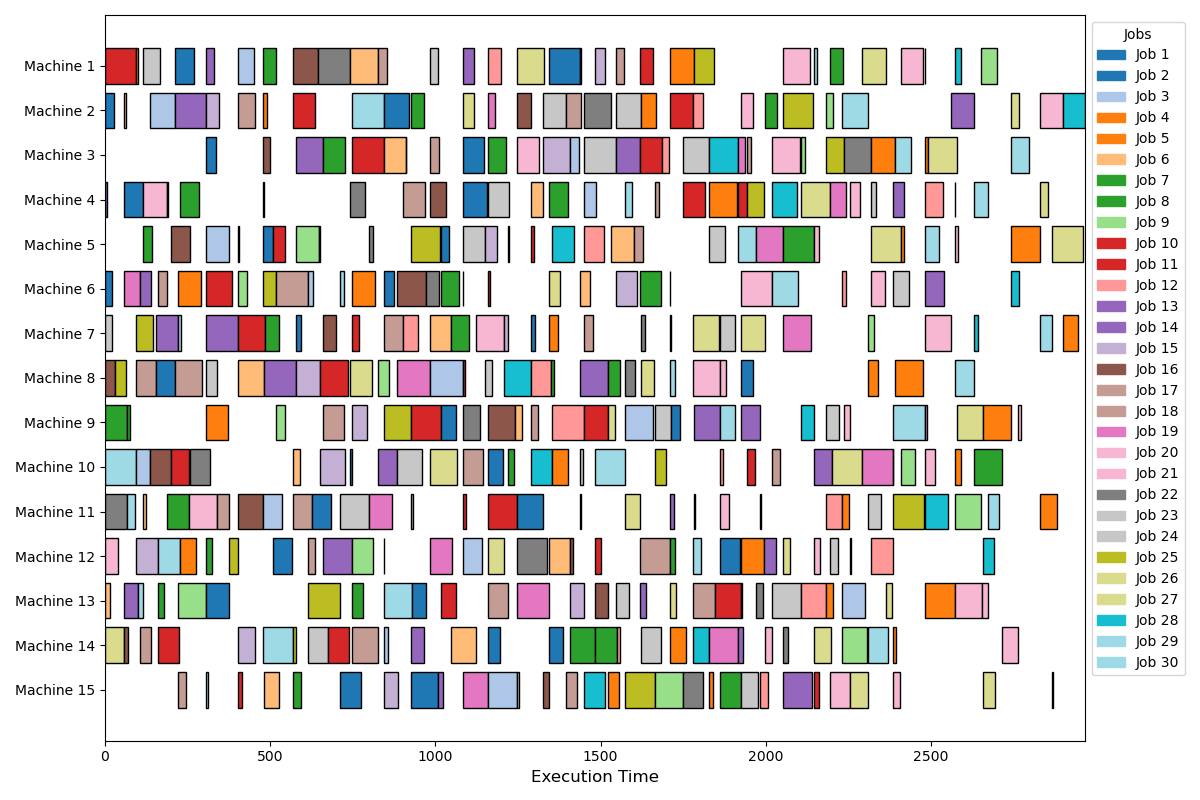 Machine 1
Machine 2
Machine 3
Machine 4
Machine 5
Machine 6
Machine 7
Machine 8
Machine 9
Machine 10
Machine 11
Machine 12
Machine 13
Machine 14
Machine 15
0 500 1000 1500 2000 2500
Execution Time
Jobs
Job 1
Job 2
Job 3
Job 4
Job 5
Job 6
Job 7
Job 8
Job 9
Job 10
Job 11
Job 12
Job 13
Job 14
Job 15
Job 16
Job 17
Job 18
Job 19
Job 20
Job 21
Job 22
Job 23
Job 24
Job 25
Job 26
Job 27
Job 28
Job 29
Job 30